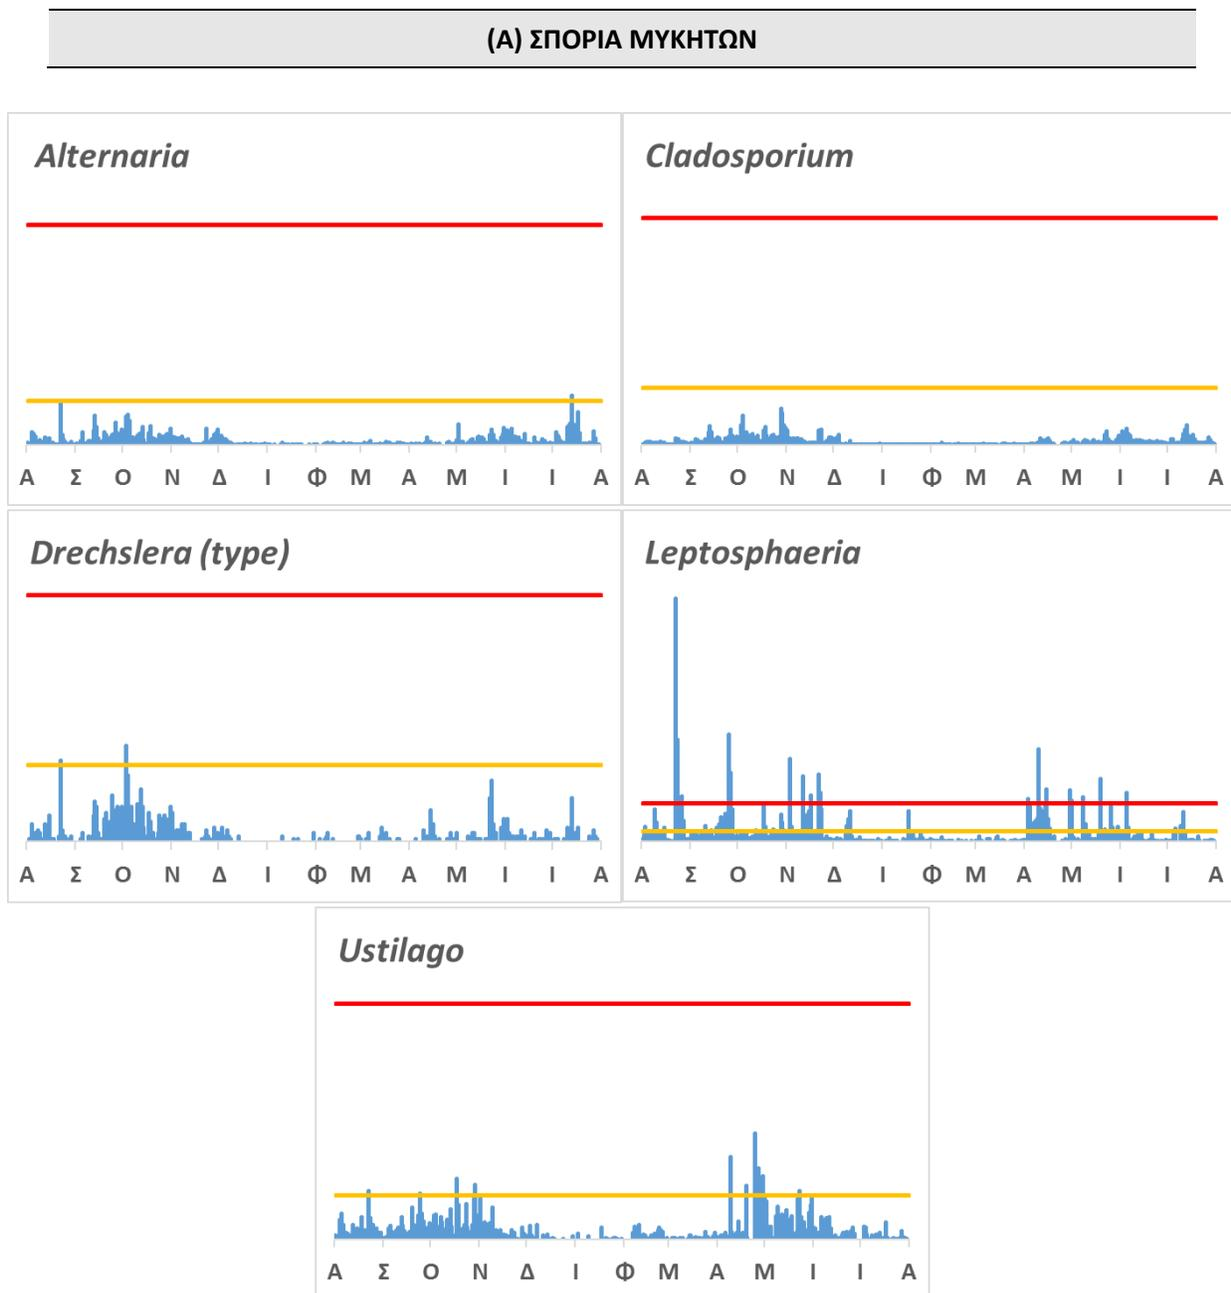 (Α) ΣΠΟΡΙΑ ΜΥΚΗΤΩΝ
Alternaria
Α Σ Ο Ν Δ Ι Φ Μ Α Μ Ι Ι Α
Cladosporium
Α Σ Ο Ν Δ Ι Φ Μ Α Μ Ι Ι Α
Drechslera (type)
Α Σ Ο Ν Δ Ι Φ Μ Α Μ Ι Ι Α
Leptosphaeria
Α Σ Ο Ν Δ Ι Φ Μ Α Μ Ι Ι Α
Ustilago
Α Σ Ο Ν Δ Ι Φ Μ Α Μ Ι Ι Α